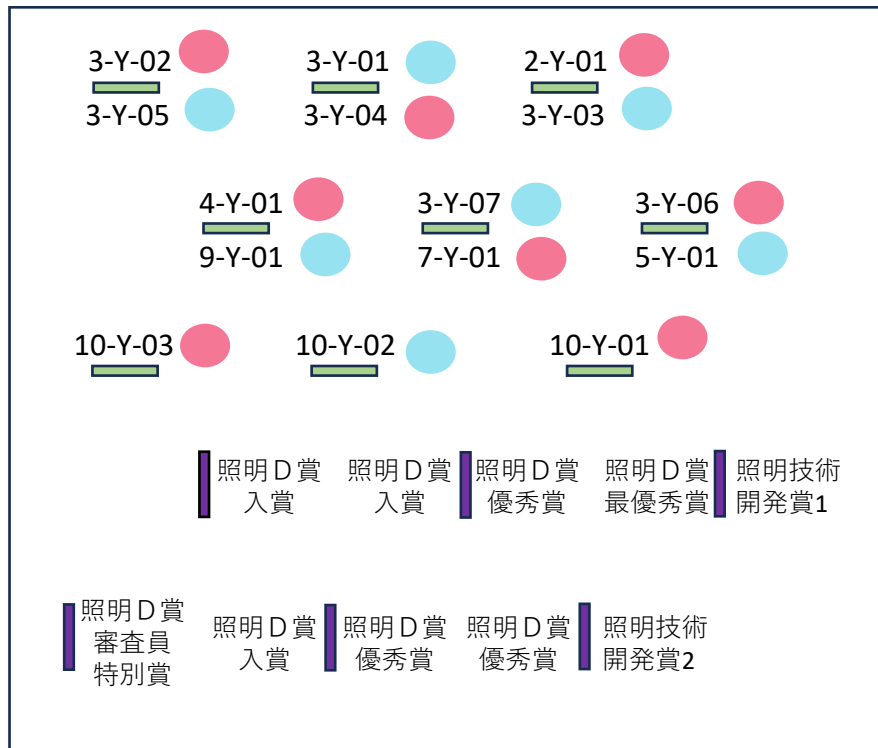 3-Y-02 3-Y-01 2-Y-01
3-Y-05 3-Y-04 3-Y-03
4-Y-01 3-Y-07 3-Y-06
9-Y-01 7-Y-01 5-Y-01
10-Y-03 10-Y-02 10-Y-01
照明Ｄ賞 照明Ｄ賞 照明Ｄ賞 照明Ｄ賞 照明技術
入賞 入賞 優秀賞 最優秀賞 開発賞1
照明Ｄ賞
審査員
特別賞
照明Ｄ賞 照明Ｄ賞 照明Ｄ賞 照明技術
入賞 優秀賞 優秀賞 開発賞2